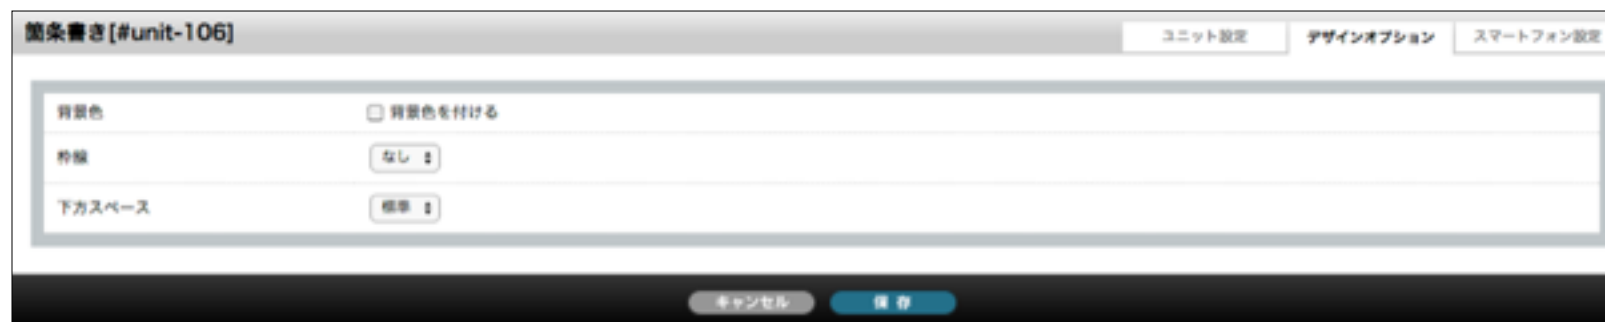 箇条書き[#unit-106]
ユニット設定 デザインオプション スマートフォン設定
背景色 背景色を付ける
枠線 なし
下方スペース 標準
キャンセル 保存